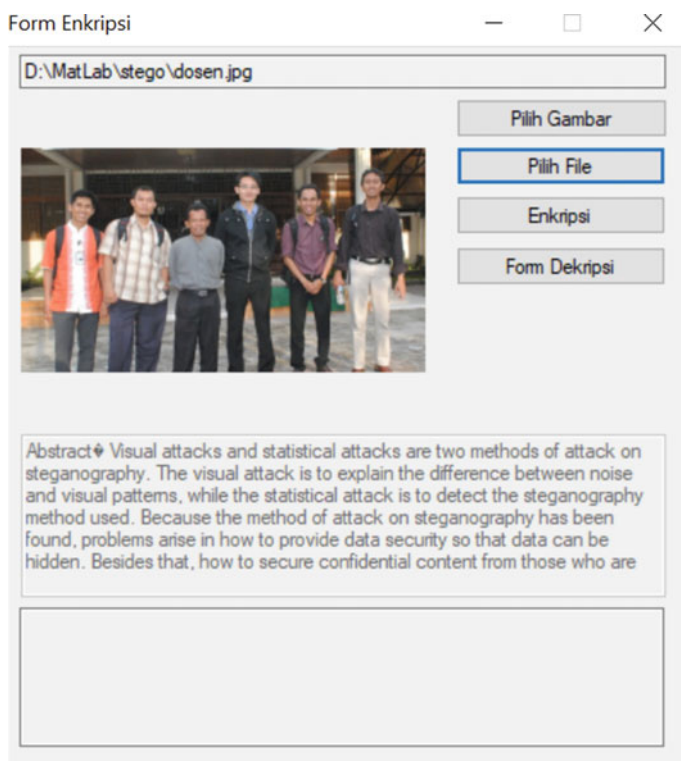 Form Enkripsi
D:\MatLab\stego\dosen.jpg
Pilih Gambar
Pilih File
Enkripsi
Form Dekripsi
Abstract� Visual attacks and statistical attacks are two methods of attack on
steganography. The visual attack is to explain the difference between noise
and visual patterns, while the statistical attack is to detect the steganography
method used. Because the method of attack on steganography has been
found, problems arise in how to provide data security so that data can be
hidden. Besides that, how to secure confidential content from those who are